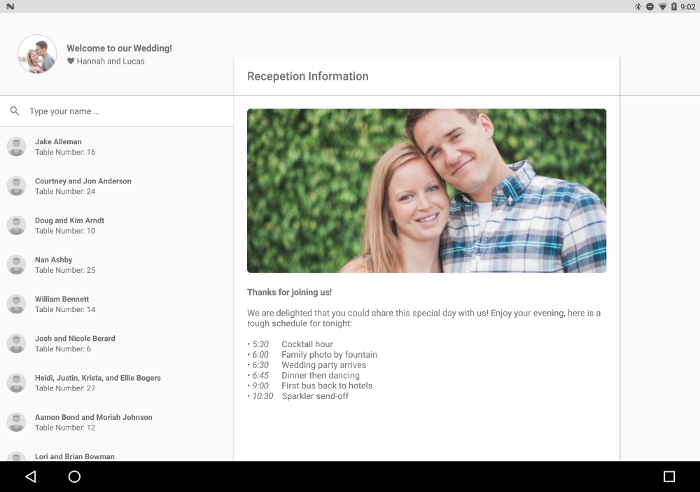 9:02
Welcome to our Wedding!
Hannah and Lucas
Recepetion Information
Type your name ...
Jake Alleman
Table Number: 16
Courtney and Jon Anderson
Table Number: 24
Doug and Kim Arndt
Table Number: 10
Nan Ashby
Table Number: 25
William Bennett
Table Number: 14
Josh and Nicole Berard
Table Number: 6
Heidi, Justin, Krista, and Ellie Bogers
Table Number: 27
Aamon Bond and Moriah Johnson
Table Number: 12
Lori and Brian Bowman
Thanks for joining us!
We are delighted that you could share this special day with us! Enjoy your evening, here is a
rough schedule for tonight:
• 5:30 Cocktail hour
• 6:00 Family photo by fountain
• 6:30 Wedding party arrives
• 6:45 Dinner then dancing
• 9:00 First bus back to hotels
• 10:30 Sparkler send-off